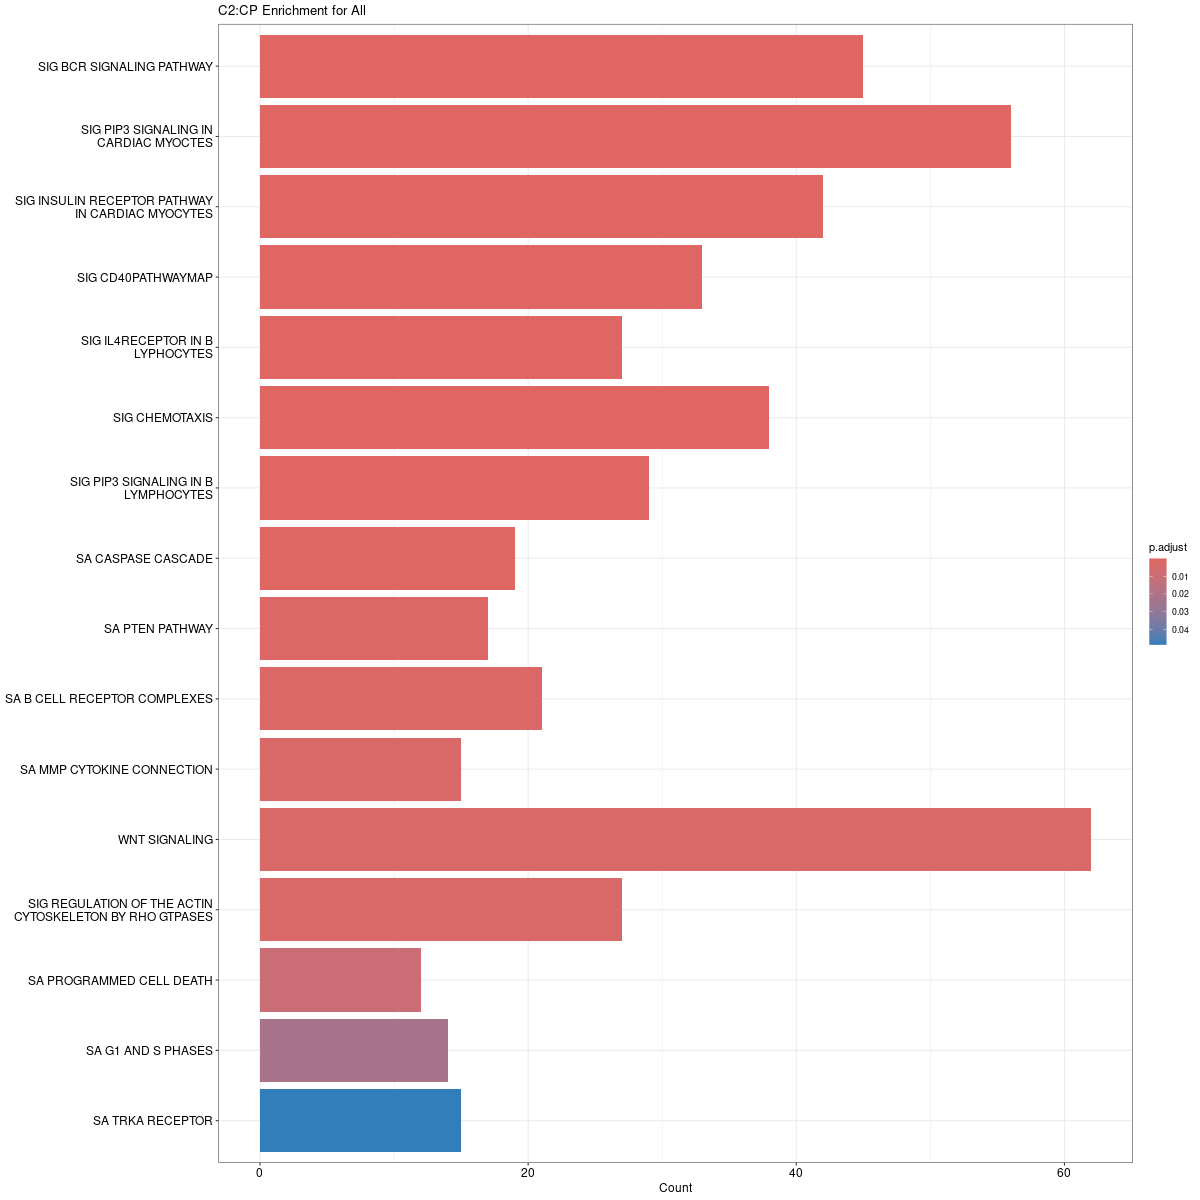 C2:CP Enrichment for All
SIG BCR SIGNALING PATHWAY
SIG PIP3 SIGNALING IN
CARDIAC MYOCTES
SIG INSULIN RECEPTOR PATHWAY
IN CARDIAC MYOCYTES
SIG CD40PATHWAYMAP
SIG IL4RECEPTOR IN B
LYPHOCYTES
SIG CHEMOTAXIS
SIG PIP3 SIGNALING IN B
LYMPHOCYTES
SA CASPASE CASCADE
SA PTEN PATHWAY
SA B CELL RECEPTOR COMPLEXES
SA MMP CYTOKINE CONNECTION
WNT SIGNALING
SIG REGULATION OF THE ACTIN
CYTOSKELETON BY RHO GTPASES
SA PROGRAMMED CELL DEATH
SA G1 AND S PHASES
SA TRKA RECEPTOR
0 20 40 60
Count
p.adjust
0.01
0.02
0.03
0.04